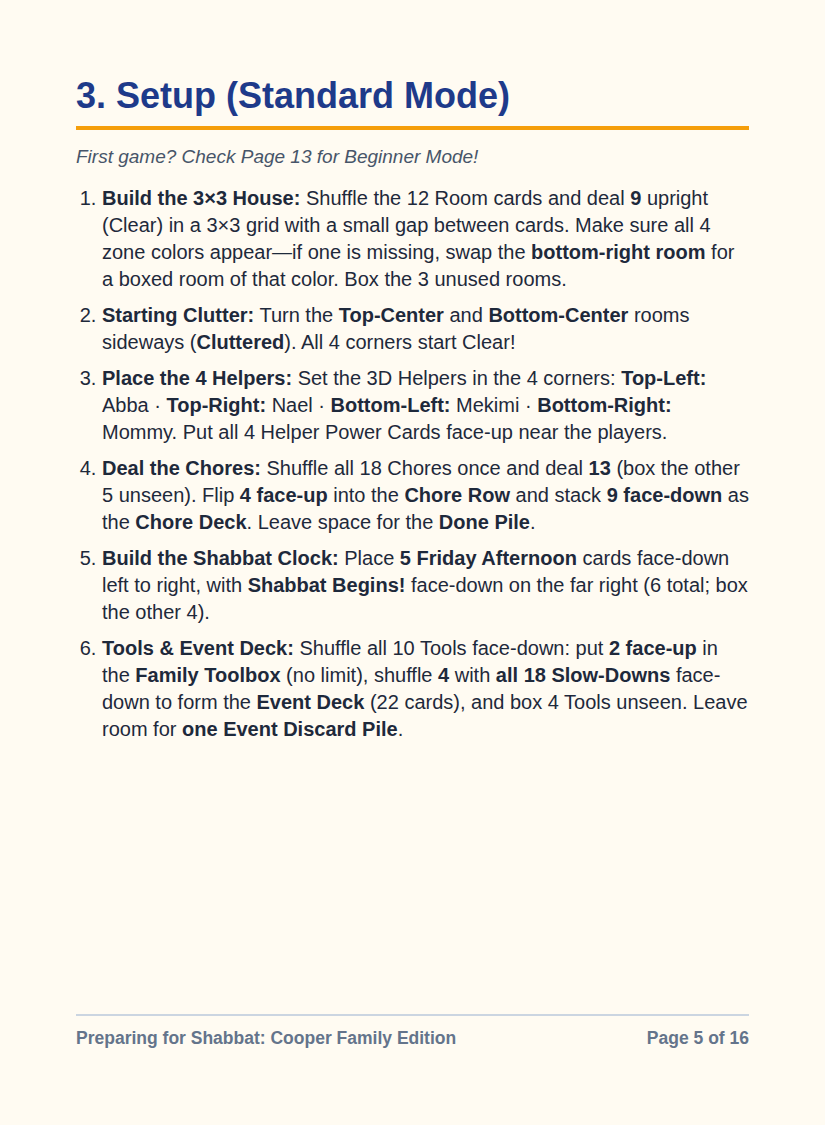 3. Setup (Standard Mode)
First game? Check Page 13 for Beginner Mode!
1. Build the 3×3 House: Shuffle the 12 Room cards and deal 9 upright
(Clear) in a 3×3 grid with a small gap between cards. Make sure all 4
zone colors appear—if one is missing, swap the bottom-right room for
a boxed room of that color. Box the 3 unused rooms.
2. Starting Clutter: Turn the Top-Center and Bottom-Center rooms
sideways (Cluttered). All 4 corners start Clear!
3. Place the 4 Helpers: Set the 3D Helpers in the 4 corners: Top-Left:
Abba · Top-Right: Nael · Bottom-Left: Mekimi · Bottom-Right:
Mommy. Put all 4 Helper Power Cards face-up near the players.
4. Deal the Chores: Shuffle all 18 Chores once and deal 13 (box the other
5 unseen). Flip 4 face-up into the Chore Row and stack 9 face-down as
the Chore Deck. Leave space for the Done Pile.
5. Build the Shabbat Clock: Place 5 Friday Afternoon cards face-down
left to right, with Shabbat Begins! face-down on the far right (6 total; box
the other 4).
6. Tools & Event Deck: Shuffle all 10 Tools face-down: put 2 face-up in
the Family Toolbox (no limit), shuffle 4 with all 18 Slow-Downs face-
down to form the Event Deck (22 cards), and box 4 Tools unseen. Leave
room for one Event Discard Pile.
Preparing for Shabbat: Cooper Family Edition
Page 5 of 16